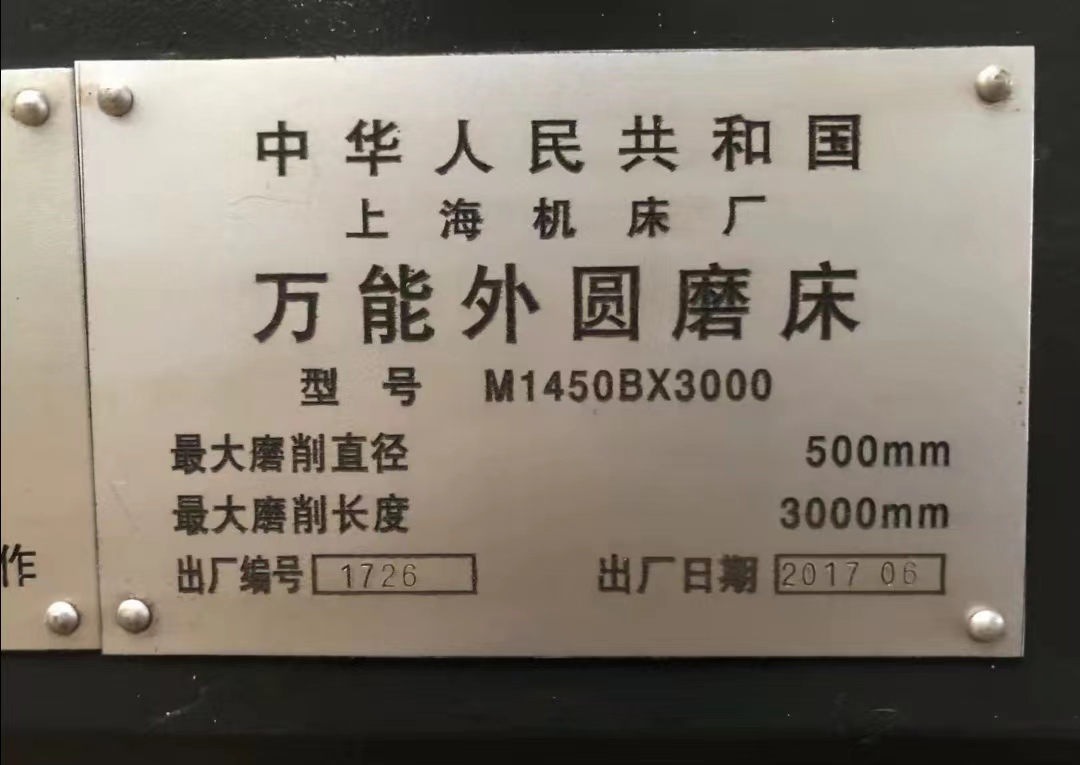 中华人民共和国
上海机床厂
万能外圆磨床
型号 M1450BX3000
最大磨削直径 500mm
最大磨削长度 3000mm
出厂编号 1726 出厂日期 2017 06
作